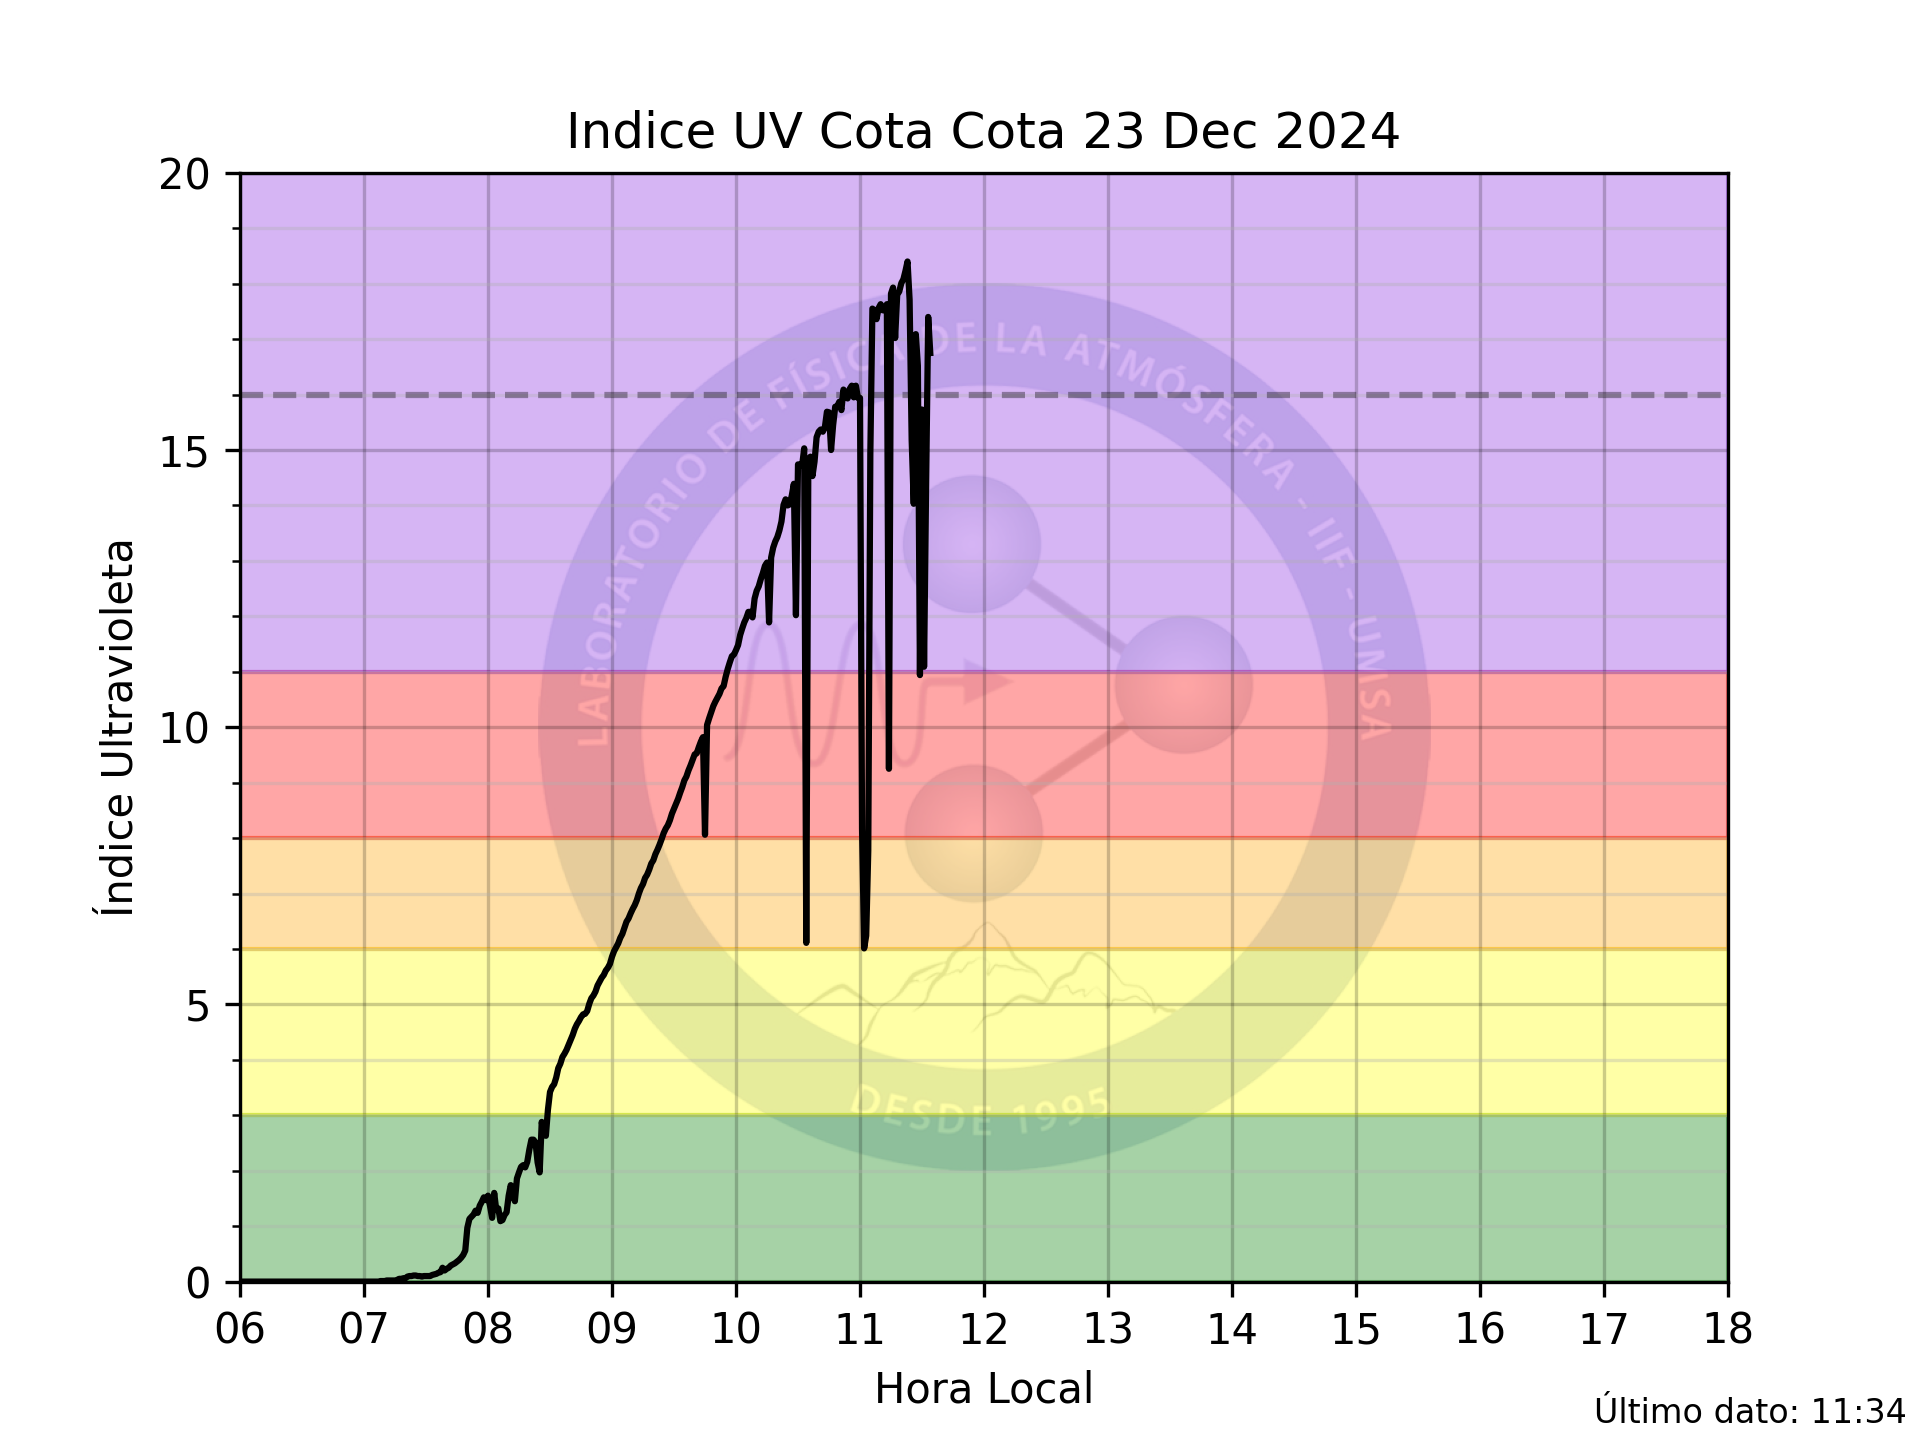 Indice UV Cota Cota 23 Dec 2024
20
15
10
5
0
Índice Ultravioleta
LABORATORIO DE FÍSICA DE LA ATMÓSFERA - IIF - UMSA
DESDE 1995
06 07 08 09 10 11 12 13 14 15 16 17 18
Hora Local
Último dato: 11:34